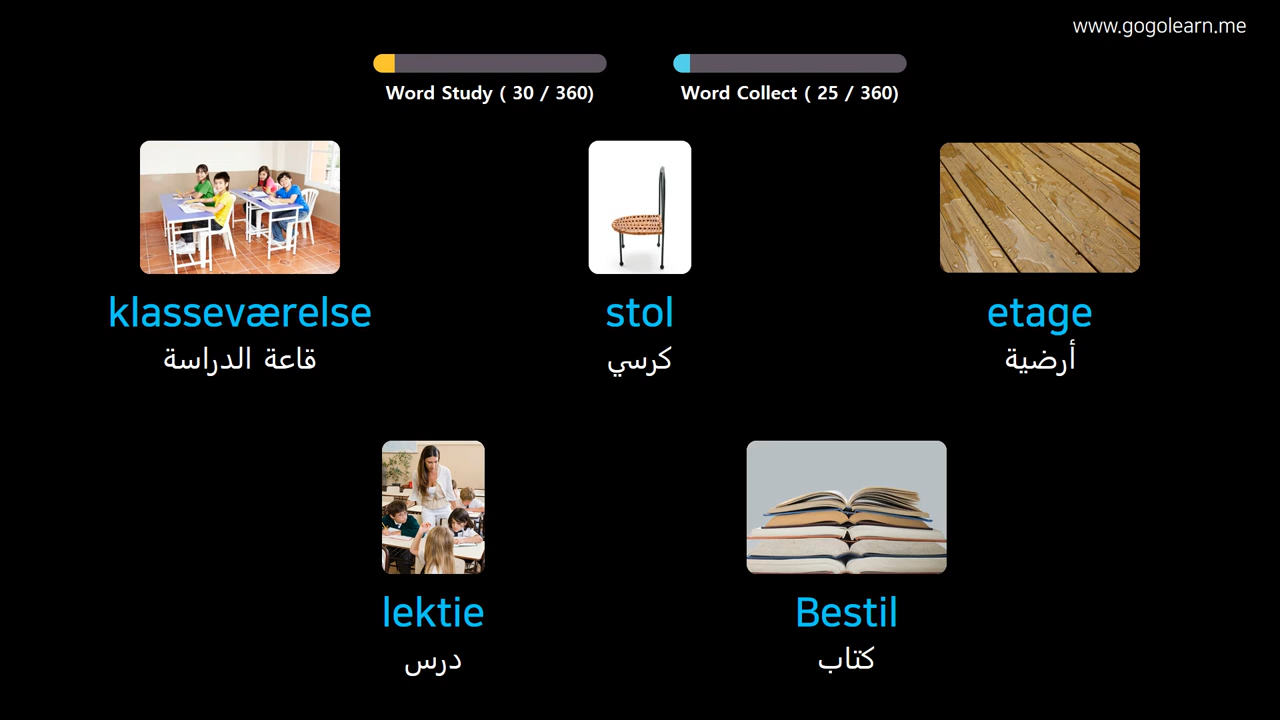 www.gogolearn.me
Word Study ( 30 / 360)
Word Collect ( 25 / 360)
klasseværelse
قاعة الدراسة
stol
كرسي
etage
أرضية
lektie
درس
Bestil
كتاب